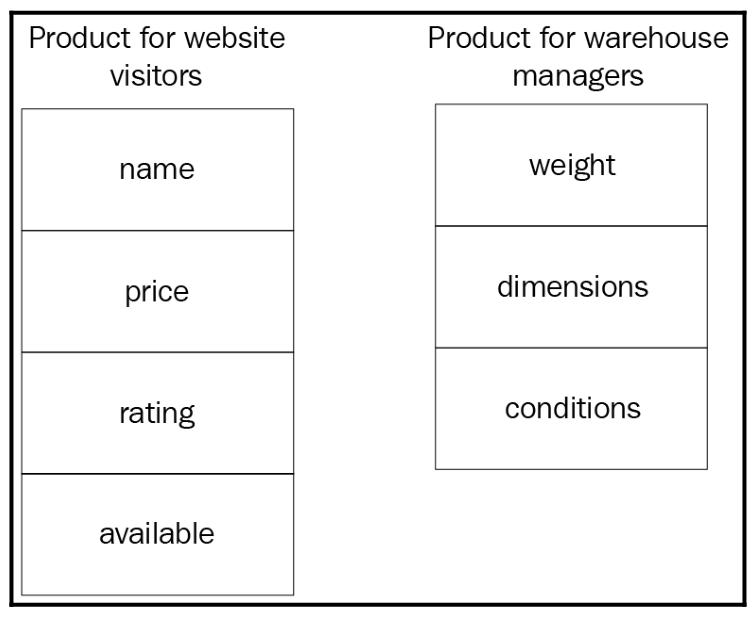 Product for website
visitors
name
price
rating
available
Product for warehouse
managers
weight
dimensions
conditions